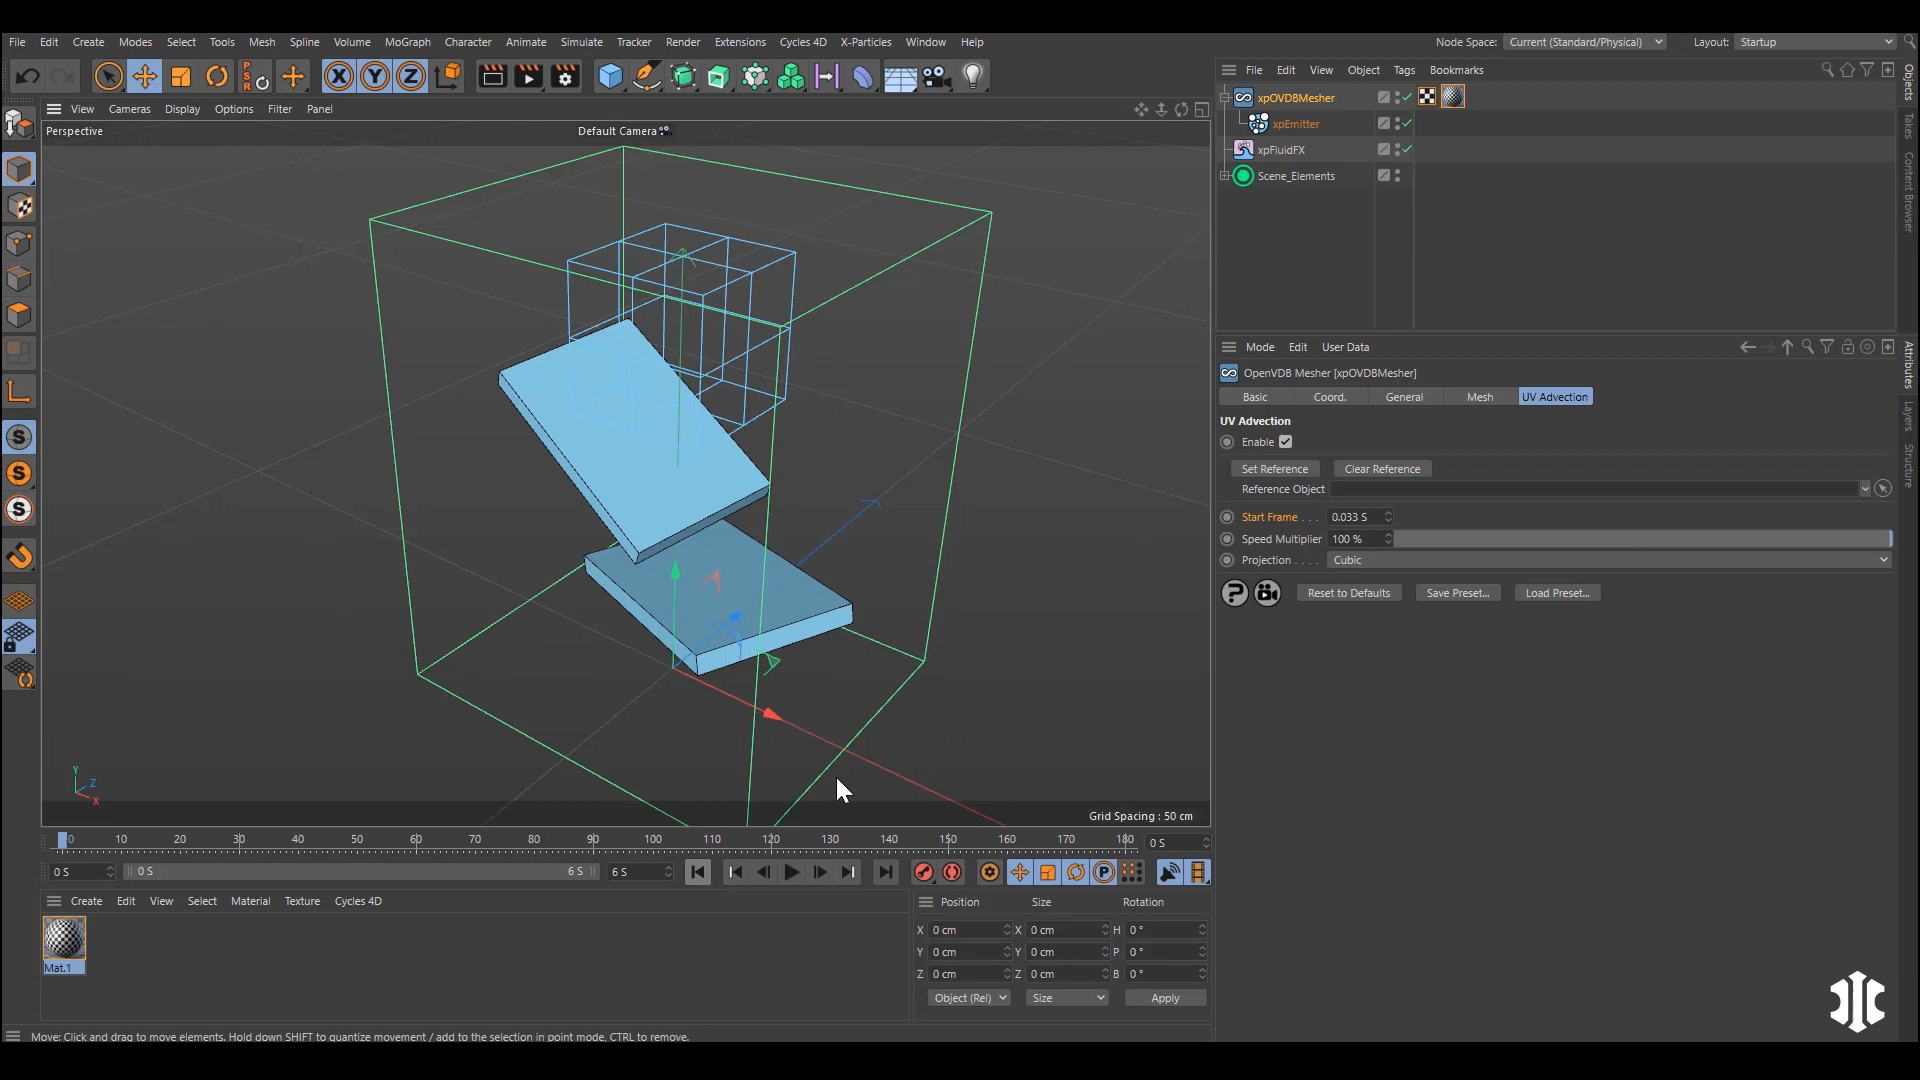 File Edit Create Modes Select Tools Mesh Spline Volume MoGraph Character Animate Simulate Tracker Render Extensions Cycles 4D X-Particles Window Help
Node Space: Current (Standard/Physical) Layout: Startup
PSR X Y Z
File Edit View Object Tags Bookmarks
View Cameras Display Options Filter Panel
Perspective
Default Camera
xpOVDBMesher
xpEmitter
xpFluidFX
Scene_Elements
Objects
Takes
Content Browser
Mode Edit User Data
OpenVDB Mesher [xpOVDBMesher]
Basic Coord. General Mesh UV Advection
UV Advection
Enable
Set Reference Clear Reference
Reference Object
Start Frame . . . 0.033 S
Speed Multiplier 100 %
Projection . . . . Cubic
Reset to Defaults Save Preset... Load Preset...
Attributes
Layers
Structure
S
S
S
Y
Z
X
Grid Spacing : 50 cm
0 10 20 30 40 50 60 70 80 90 100 110 120 130 140 150 160 170 180 0 S
0 S 0 S 6 S 6 S
P
Create Edit View Select Material Texture Cycles 4D
Mat.1
Position Size Rotation
X 0 cm X 0 cm H 0 °
Y 0 cm Y 0 cm P 0 °
Z 0 cm Z 0 cm B 0 °
Object (Rel) Size Apply
Move: Click and drag to move elements. Hold down SHIFT to quantize movement / add to the selection in point mode, CTRL to remove.